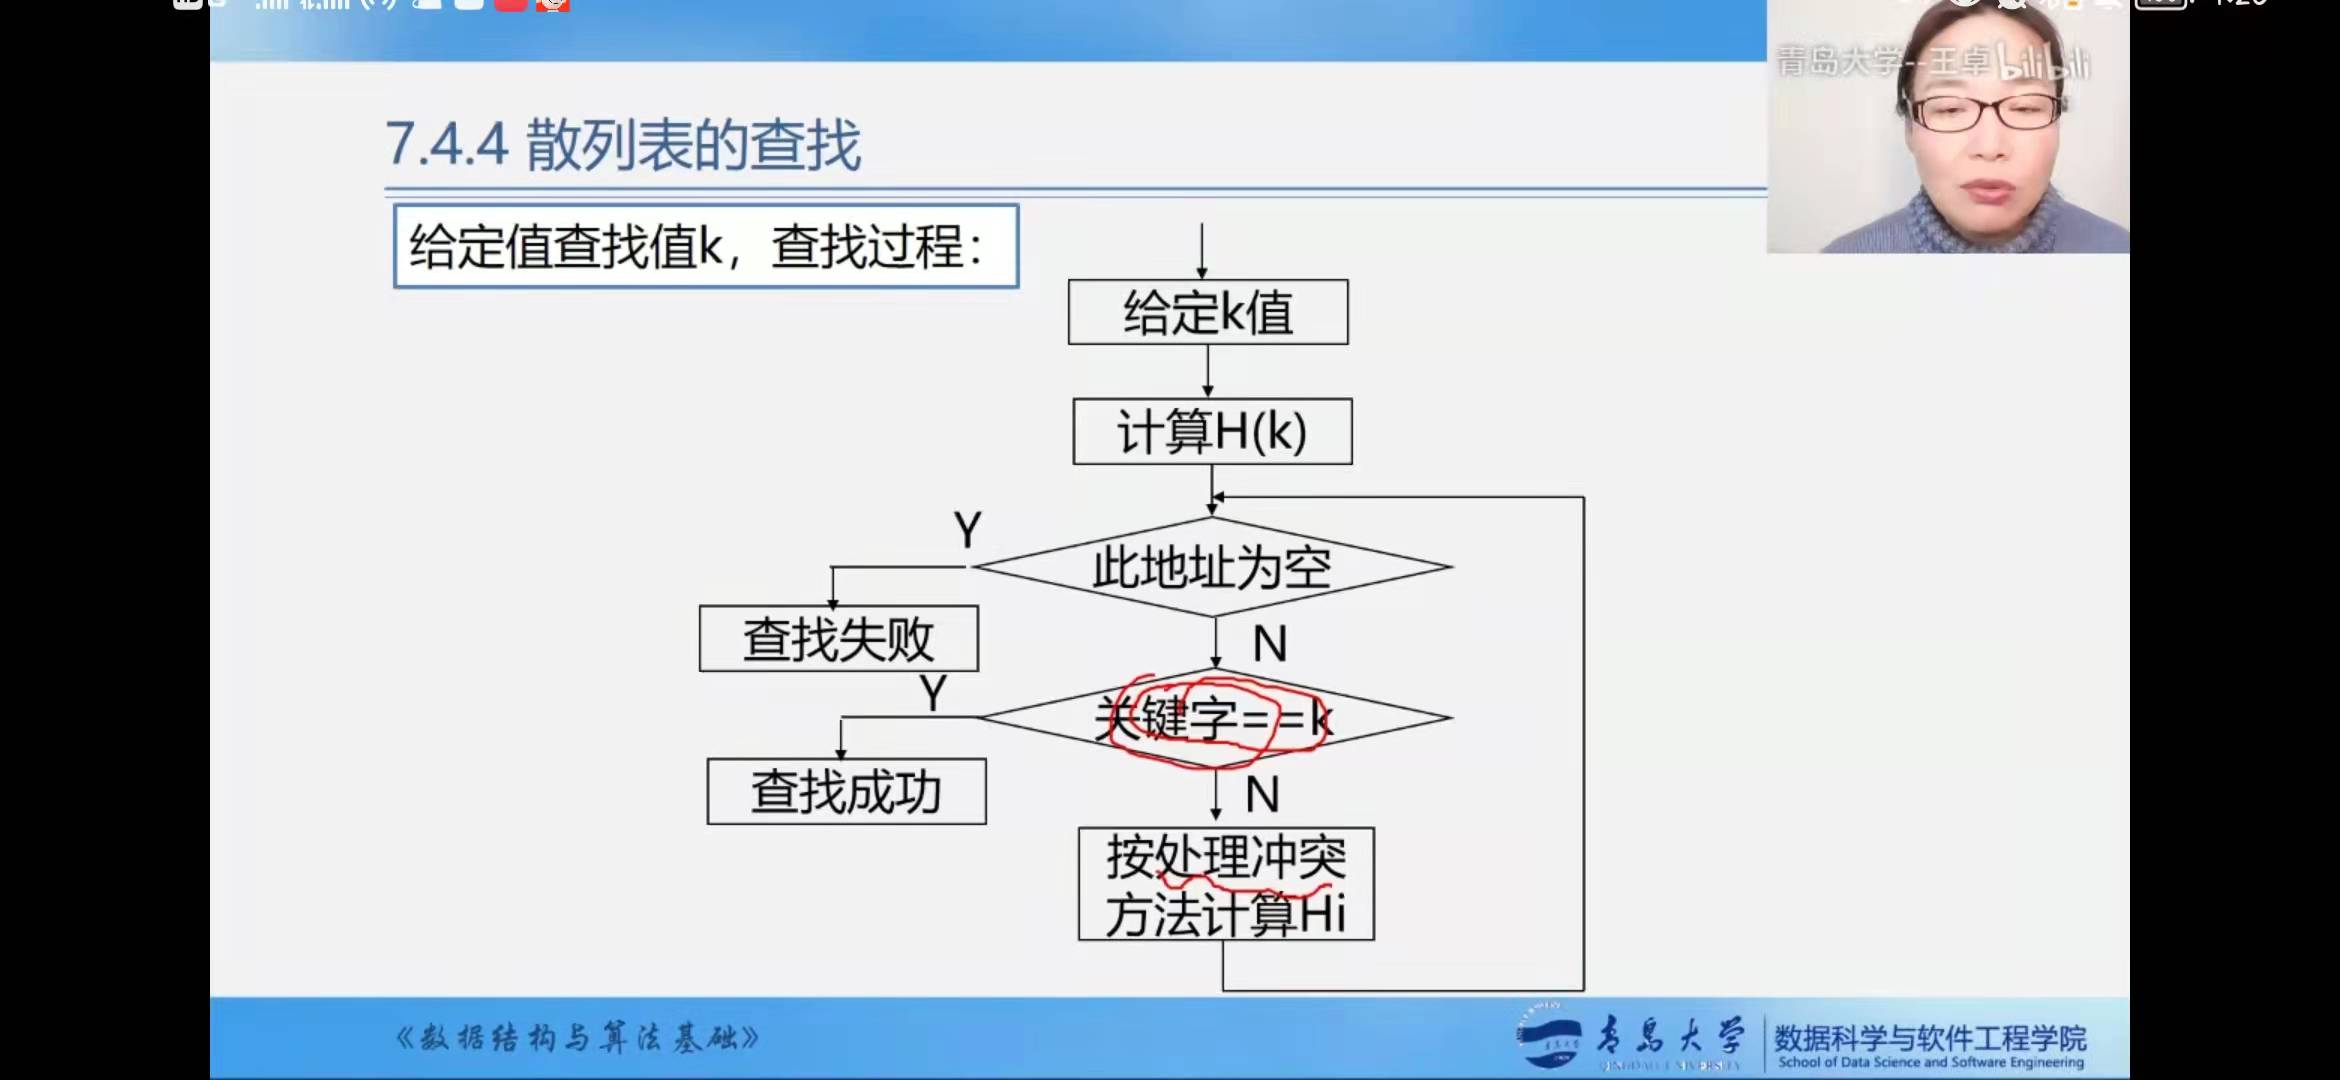 青岛大学--王卓 bilibili
7.4.4 散列表的查找
给定值查找值k，查找过程：
给定k值
计算H(k)
Y
此地址为空
查找失败
N
Y
关键字==k
查找成功
N
按处理冲突
方法计算Hi
《数据结构与算法基础》
青岛大学
QINGDAO UNIVERSITY
数据科学与软件工程学院
School of Data Science and Software Engineering